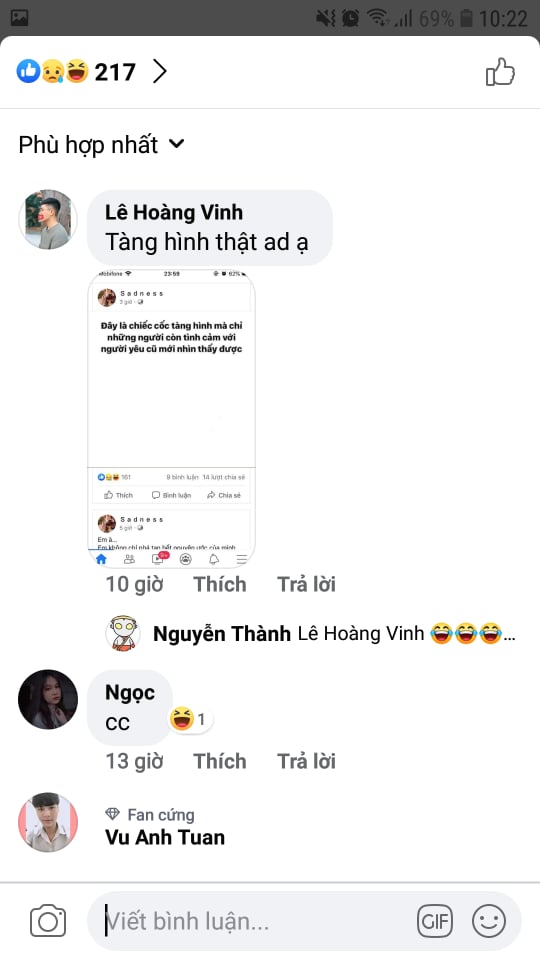 69% 10:22
217
Phù hợp nhất
Lê Hoàng Vinh
Tàng hình thật ad ạ
Mobifone 23:59 62%
Sadness
3 giờ
Đây là chiếc cốc tàng hình mà chỉ
những người còn tình cảm với
người yêu cũ mới nhìn thấy được
161 9 bình luận 14 lượt chia sẻ
Thích Bình luận Chia sẻ
Sadness
5 giờ
Em à...
Em không chỉ phá tan hết nguyên ước của mình
9+
10 giờ Thích Trả lời
Nguyễn Thành Lê Hoàng Vinh 😂😂😂...
Ngọc
cc
1
13 giờ Thích Trả lời
Fan cứng
Vu Anh Tuan
Viết bình luận...
GIF